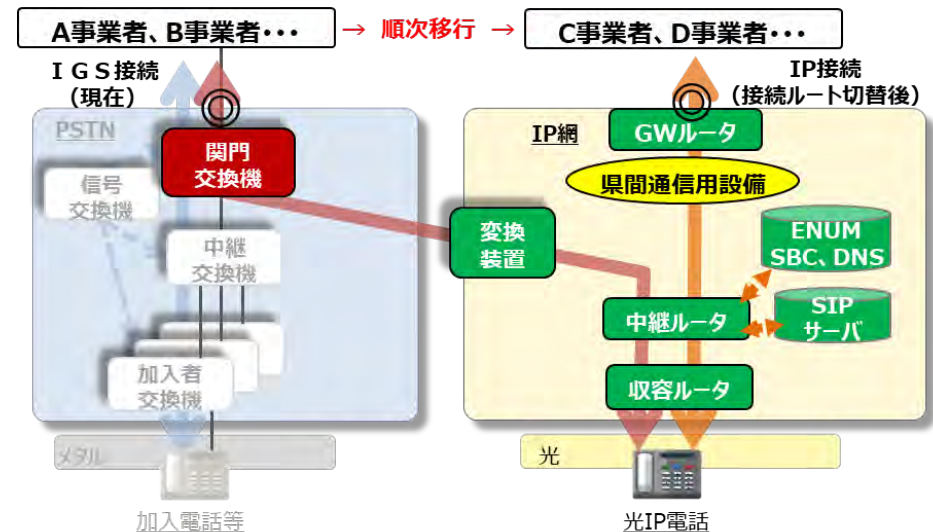 A事業者、B事業者・・・
→ 順次移行 →
C事業者、D事業者・・・
ＩＧＳ接続
（現在）
IP接続
（接続ルート切替後）
PSTN
関門
交換機
信号
交換機
中継
交換機
加入者
交換機
メタル
加入電話等
変換
装置
IP網
GWルータ
県間通信用設備
ENUM
SBC、DNS
中継ルータ
SIP
サーバ
収容ルータ
光
光IP電話